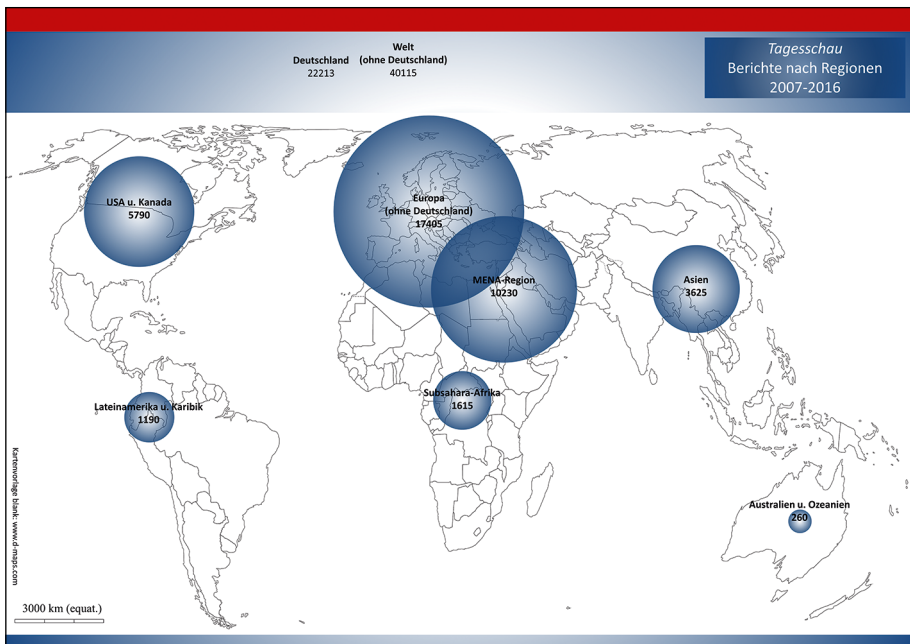 Tagesschau
Berichte nach Regionen
2007-2016
Deutschland
22213
Welt
(ohne Deutschland)
40115
USA u. Kanada
5790
Europa
(ohne Deutschland)
17405
MENA-Region
10230
Asien
3625
Lateinamerika u. Karibik
1190
Subsahara-Afrika
1615
Australien u. Ozeanien
260
Kartenvorlage blank: www.d-maps.com
3000 km (equat.)